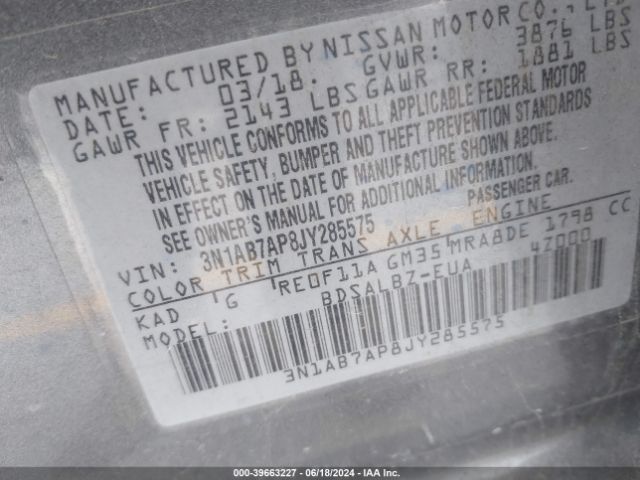 MANUFACTURED BY NISSAN MOTOR CO., LTD
DATE: 03/18. GVWR: 3876 LBS
GAWR FR: 2143 LBS GAWR RR: 1881 LBS
THIS VEHICLE CONFORMS TO ALL APPLICABLE FEDERAL MOTOR
VEHICLE SAFETY, BUMPER AND THEFT PREVENTION STANDARDS
IN EFFECT ON THE DATE OF MANUFACTURE SHOWN ABOVE.
SEE OWNER'S MANUAL FOR ADDITIONAL INFORMATION.
VIN: 3N1AB7AP8JY285575 PASSENGER CAR.
COLOR TRIM TRANS AXLE ENGINE
KAD G RE0F11A GM35 MRA8DE 1798 CC
MODEL: BDSALBZ-EUA 47000
3N1AB7AP8JY285575
000-39663227 - 06/18/2024 - IAA Inc.